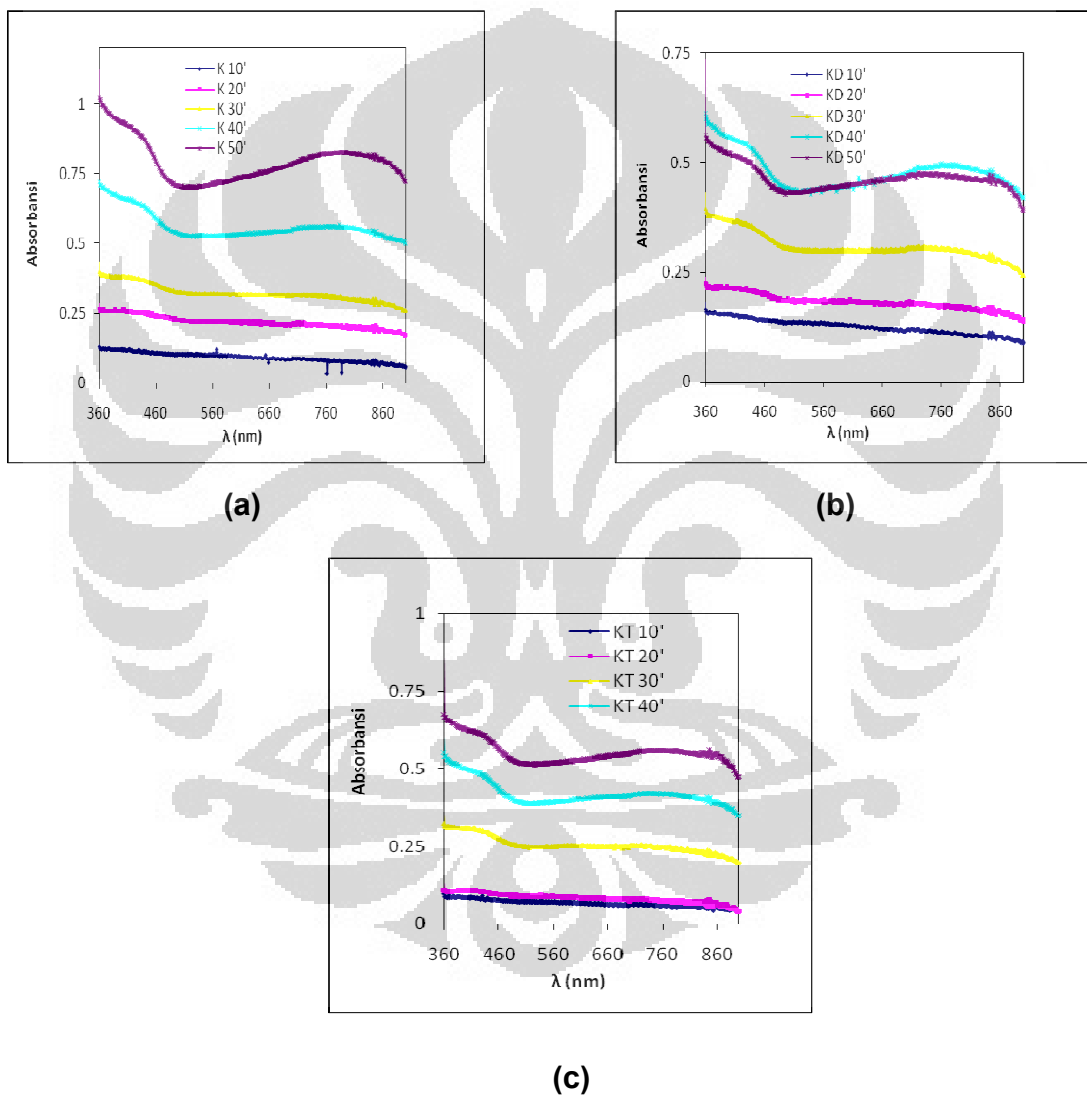 K 10'
K 20'
K 30'
K 40'
K 50'
1
0.75
0.5
0.25
0
Absorbansi
360 460 560 660 760 860
λ (nm)
(a)
0.75
KD 10'
KD 20'
KD 30'
KD 40'
KD 50'
0.5
0.25
0
Absorbansi
360 460 560 660 760 860
λ (nm)
(b)
1
KT 10'
KT 20'
KT 30'
KT 40'
0.75
0.5
0.25
0
Absorbansi
360 460 560 660 760 860
λ (nm)
(c)